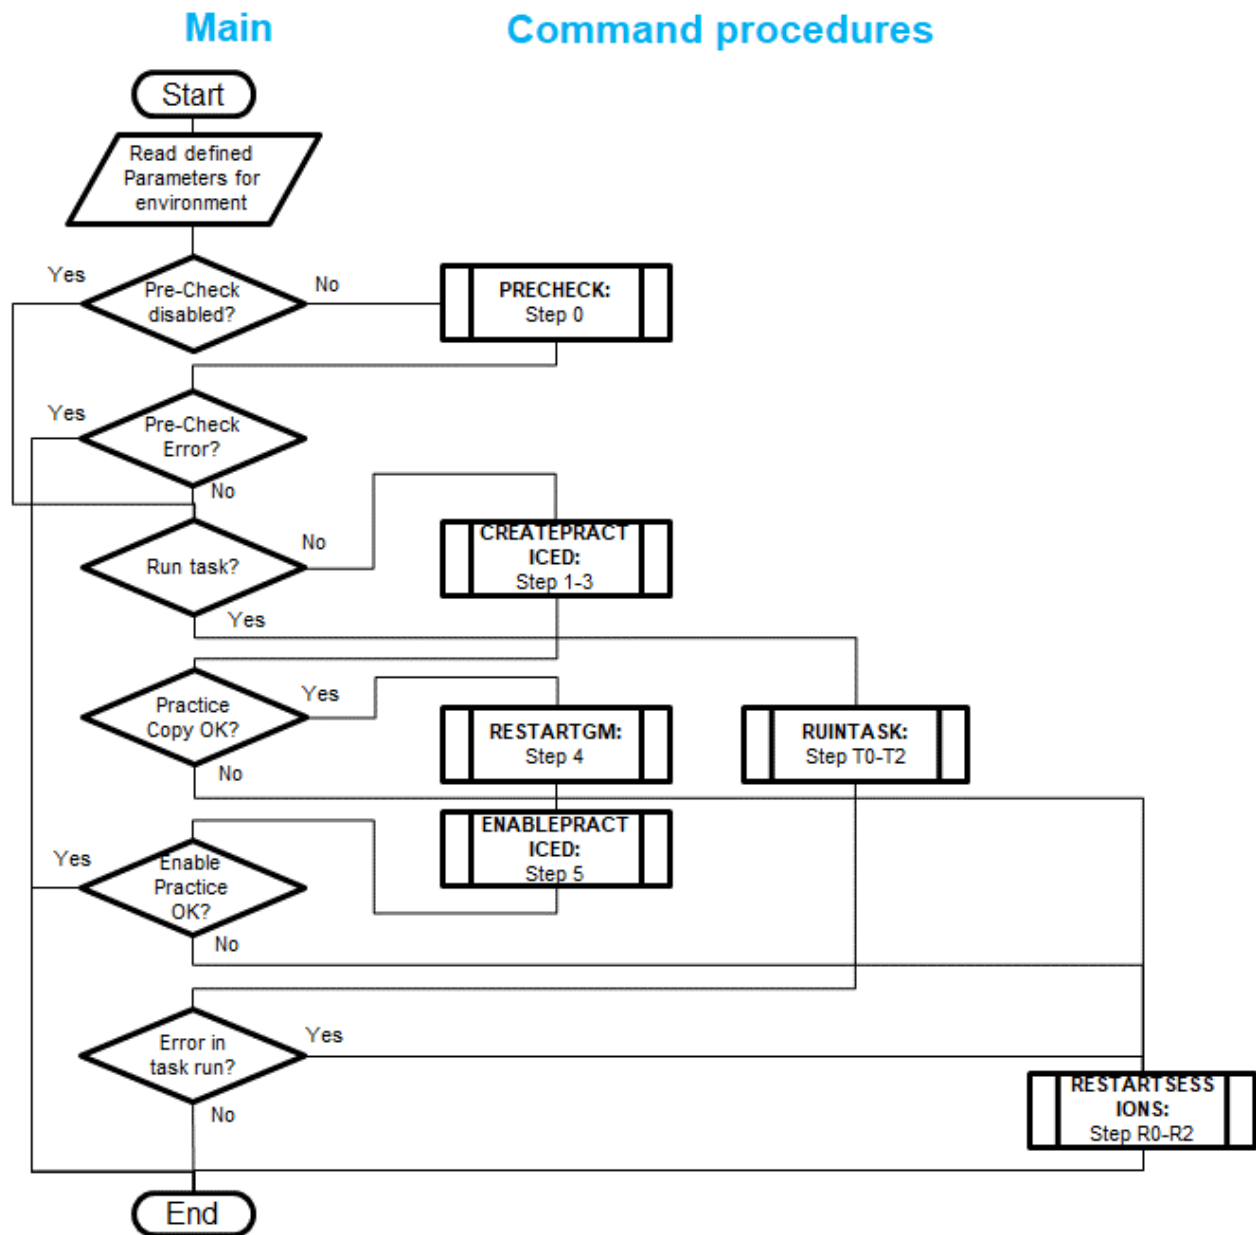 Main
Command procedures
Start
Read defined
Parameters for
environment
Yes
Pre-Check
disabled?
No
PRECHECK:
Step 0
Yes
Pre-Check
Error?
No
Run task?
No
CREATEPRACT
ICED:
Step 1-3
Yes
Practice
Copy OK?
Yes
No
RESTARTGM:
Step 4
RUINTASK:
Step T0-T2
ENABLEPRACT
ICED:
Step 5
Yes
Enable
Practice
OK?
No
Error in
task run?
Yes
No
RESTARTSESS
IONS:
Step R0-R2
End